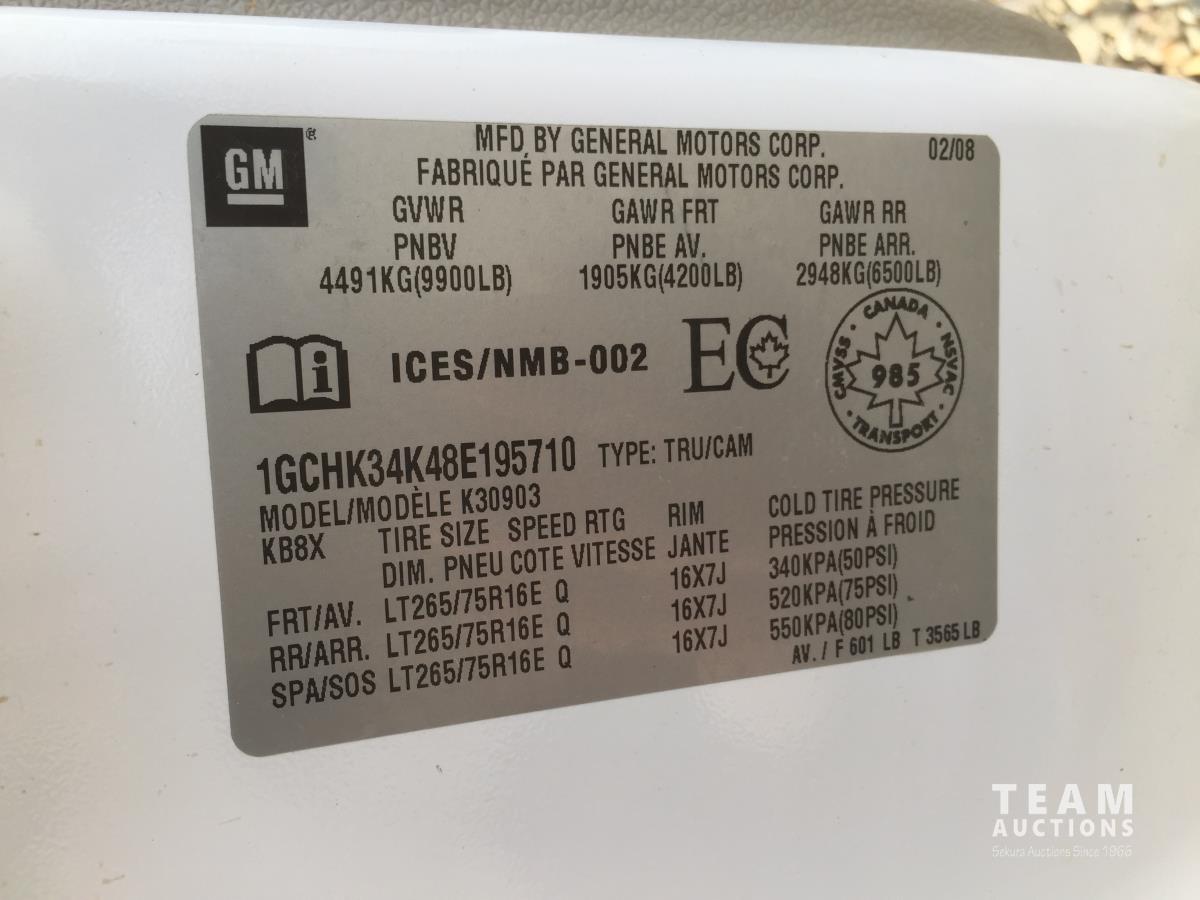 GM ®
MFD BY GENERAL MOTORS CORP. 02/08
FABRIQUÉ PAR GENERAL MOTORS CORP.
GVWR GAWR FRT GAWR RR
PNBV PNBE AV. PNBE ARR.
4491KG(9900LB) 1905KG(4200LB) 2948KG(6500LB)
i ICES/NMB-002 EC
CANADA
CMVSS 985 NSVAC
TRANSPORT
1GCHK34K48E195710 TYPE: TRU/CAM
MODEL/MODÈLE K30903
KB8X TIRE SIZE SPEED RTG RIM COLD TIRE PRESSURE
DIM. PNEU COTE VITESSE JANTE PRESSION À FROID
FRT/AV. LT265/75R16E Q 16X7J 340KPA(50PSI)
RR/ARR. LT265/75R16E Q 16X7J 520KPA(75PSI)
SPA/SOS LT265/75R16E Q 16X7J 550KPA(80PSI)
AV. / F 601 LB T 3565 LB
TEAM
AUCTIONS
Sekura Auctions Since 1966